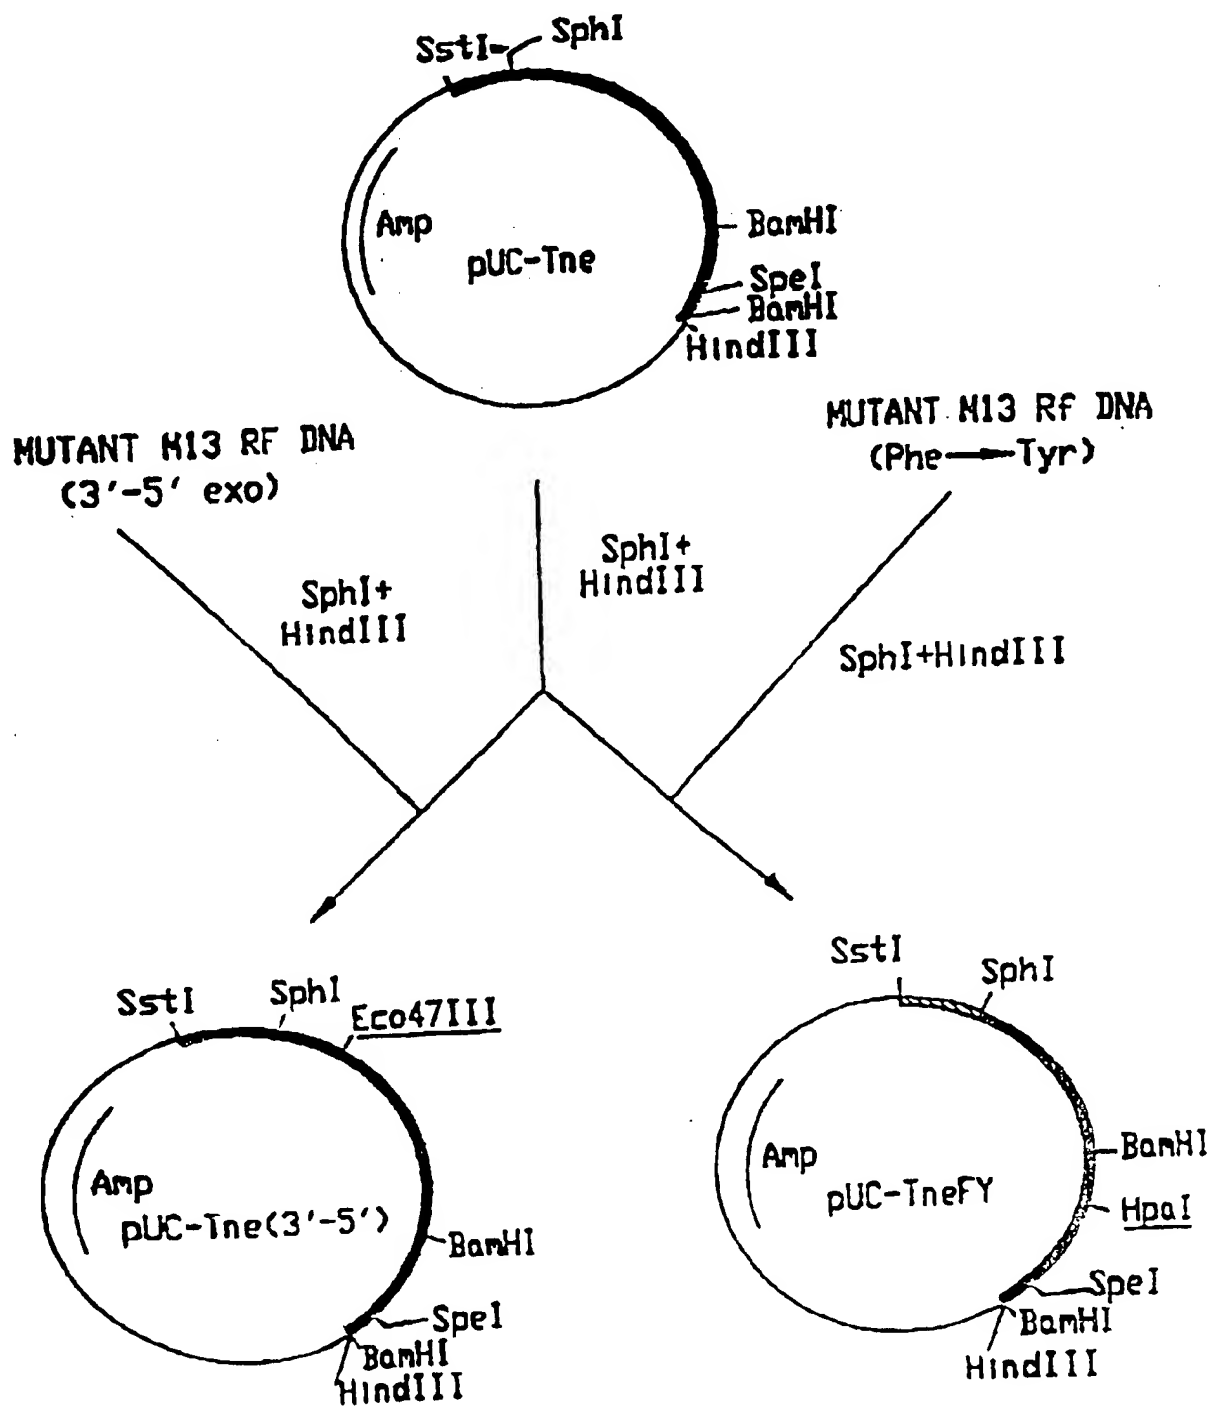 SstI
SphI
Amp
pUC-Tne
BamHI
SpeI
BamHI
HindIII
MUTANT M13 RF DNA
(3'-5' exo)
MUTANT M13 Rf DNA
(Phe→Tyr)
SphI+
HindIII
SphI+
HindIII
SphI+HindIII
SstI
SphI
Eco47III
Amp
pUC-Tne(3'-5')
BamHI
SpeI
BamHI
HindIII
SstI
SphI
Amp
pUC-TneFY
BamHI
HpaI
SpeI
BamHI
HindIII